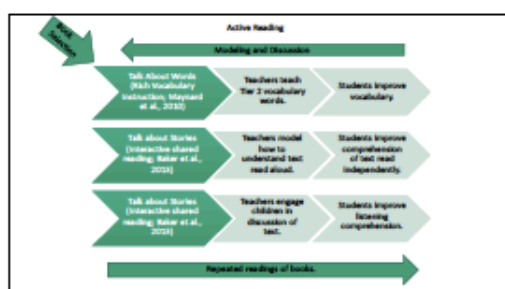 Book
Selection
Active Reading
Modeling and Discussion
Talk About Words
(Rich Vocabulary
Instruction; Maynard
et al., 2010)
Teachers teach
Tier 2 vocabulary
words.
Students improve
vocabulary.
Talk about Stories
(Interactive shared
reading; Baker et al.,
2013)
Teachers model
how to
understand text
read aloud.
Students improve
comprehension
of text read
independently.
Talk about Stories
(Interactive shared
reading; Baker et al.,
2013)
Teachers engage
children in
discussion of
text.
Students improve
listening
comprehension.
Repeated readings of books.